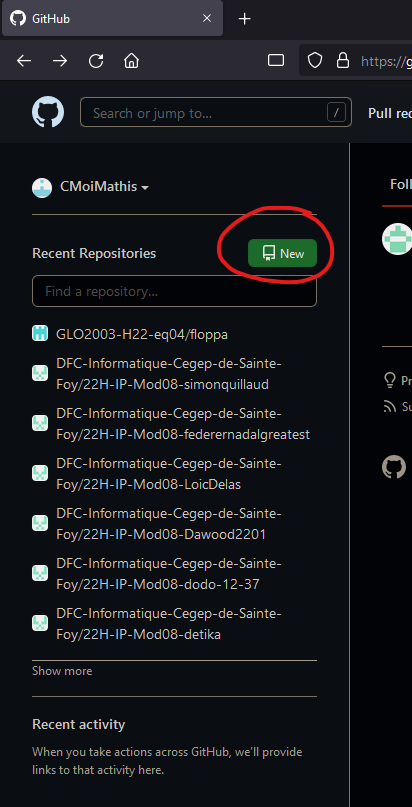 GitHub
https://g
Search or jump to...
/
Pull req
CMoiMathis
Foll
Recent Repositories
New
Find a repository...
GLO2003-H22-eq04/floppa
DFC-Informatique-Cegep-de-Sainte-
Foy/22H-IP-Mod08-simonquillaud
DFC-Informatique-Cegep-de-Sainte-
Foy/22H-IP-Mod08-federernadalgreatest
DFC-Informatique-Cegep-de-Sainte-
Foy/22H-IP-Mod08-LoicDelas
DFC-Informatique-Cegep-de-Sainte-
Foy/22H-IP-Mod08-Dawood2201
DFC-Informatique-Cegep-de-Sainte-
Foy/22H-IP-Mod08-dodo-12-37
DFC-Informatique-Cegep-de-Sainte-
Foy/22H-IP-Mod08-detika
Pr
Su
Show more
Recent activity
When you take actions across GitHub, we'll provide
links to that activity here.